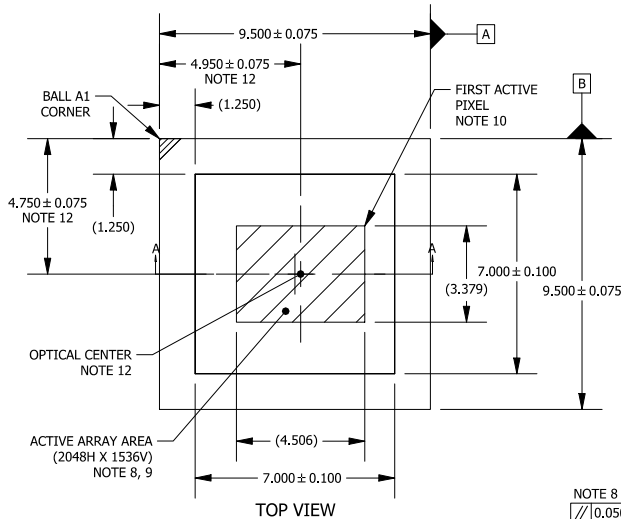 9.500 ± 0.075
A
4.950 ± 0.075
NOTE 12
B
BALL A1
CORNER
(1.250)
FIRST ACTIVE
PIXEL
NOTE 10
4.750 ± 0.075
NOTE 12
(1.250)
A
A
(3.379)
7.000 ± 0.100
9.500 ± 0.075
OPTICAL CENTER
NOTE 12
ACTIVE ARRAY AREA
(2048H X 1536V)
NOTE 8, 9
(4.506)
7.000 ± 0.100
TOP VIEW
NOTE 8
// 0.050